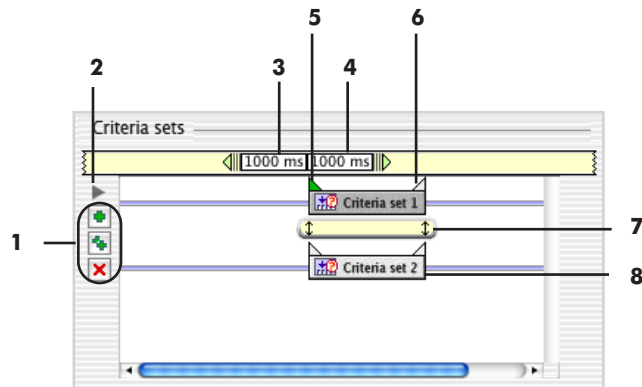 5 6
2 3 4
Criteria sets
1000 ms 1000 ms
Criteria set 1
1
7
Criteria set 2
8